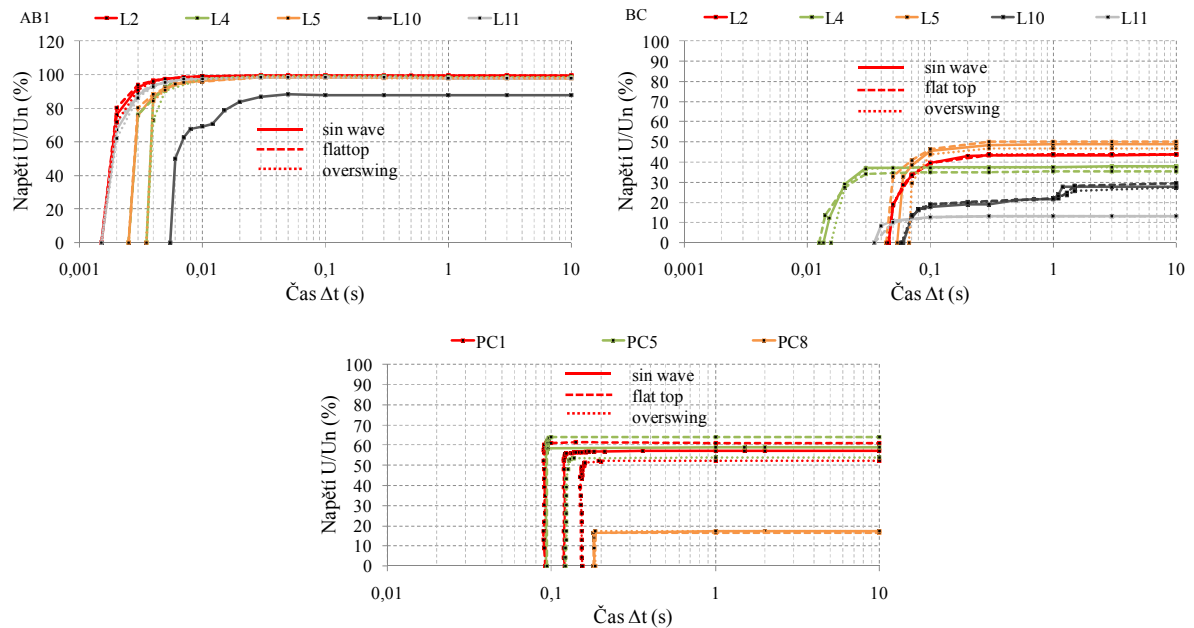 AB1
L2 L4 L5 L10 L11
Napětí U/Un (%)
120
100
80
60
40
20
0
sin wave
flattop
overswing
0,001 0,01 0,1 1 10
Čas Δt (s)
BC
L2 L4 L5 L10 L11
Napětí U/Un (%)
100
90
80
70
60
50
40
30
20
10
0
sin wave
flat top
overswing
0,001 0,01 0,1 1 10
Čas Δt (s)
PC1 PC5 PC8
Napětí U/Un (%)
100
90
80
70
60
50
40
30
20
10
0
sin wave
flat top
overswing
0,01 0,1 1 10
Čas Δt (s)